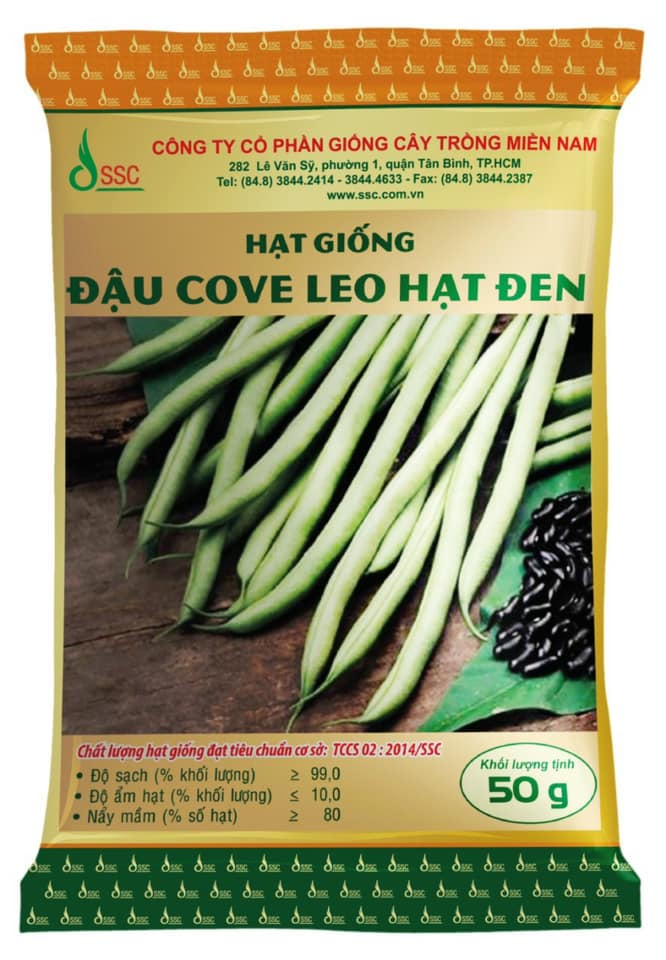 SSC
CÔNG TY CỔ PHẦN GIỐNG CÂY TRỒNG MIỀN NAM
282 Lê Văn Sỹ, phường 1, quận Tân Bình, TP.HCM
Tel: (84.8) 3844.2414 - 3844.4633 - Fax: (84.8) 3844.2387
www.ssc.com.vn
HẠT GIỐNG
ĐẬU COVE LEO HẠT ĐEN
Chất lượng hạt giống đạt tiêu chuẩn cơ sở: TCCS 02 : 2014/SSC
• Độ sạch (% khối lượng) ≥ 99,0
• Độ ẩm hạt (% khối lượng) ≤ 10,0
• Nẩy mầm (% số hạt) ≥ 80
Khối lượng tịnh
50 g